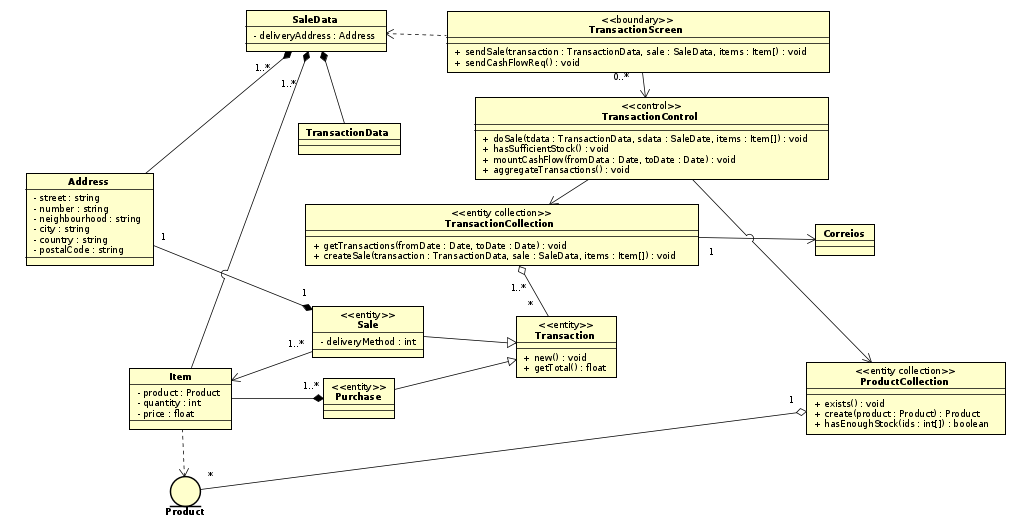 SaleData
- deliveryAddress : Address
<<boundary>>
TransactionScreen
+ sendSale(transaction : TransactionData, sale : SaleData, items : Item[) : void
+ sendCashFlowReq() : void
1..*
1..*
0..*
TransactionData
<<control>>
TransactionControl
+ doSale(tdata : TransactionData, sdata : SaleDate, items : Item[]) : void
+ hasSufficientStock() : void
+ mountCashFlow(fromData : Date, toDate : Date) : void
+ aggregateTransactions() : void
Address
- street : string
- number : string
- neighbourhood : string
- city : string
- country : string
- postalCode : string
1
<<entity collection>>
TransactionCollection
+ getTransactions(fromDate : Date, toDate : Date) : void
+ createSale(transaction : TransactionData, sale : SaleData, items : Item[]) : void
1
Correios
1..*
*
1
<<entity>>
Sale
- deliveryMethod : int
1..*
<<entity>>
Transaction
+ new() : void
+ getTotal() : float
Item
- product : Product
- quantity : int
- price : float
1..*
<<entity>>
Purchase
<<entity collection>>
ProductCollection
+ exists() : void
+ create(product : Product) : Product
+ hasEnoughStock(ids : int[]) : boolean
1
*
Product